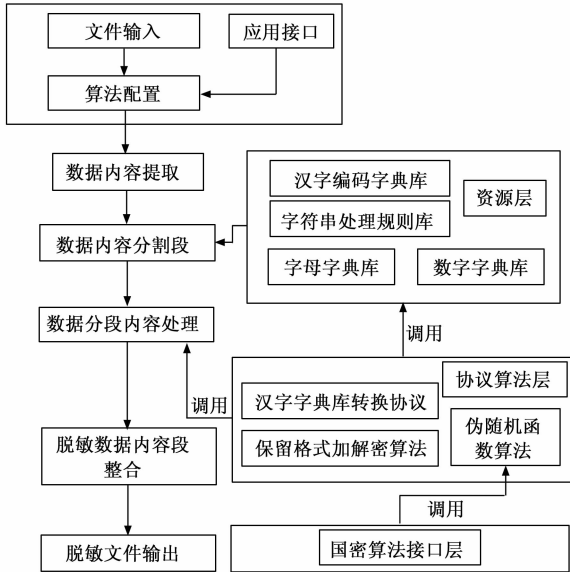 文件输入
应用接口
算法配置
数据内容提取
汉字编码字典库
资源层
字符串处理规则库
数据内容分割段
字母字典库
数字字典库
数据分段内容处理
调用
协议算法层
调用
汉字字典库转换协议
伪随机函
数算法
保留格式加解密算法
脱敏数据内容段
整合
调用
脱敏文件输出
国密算法接口层